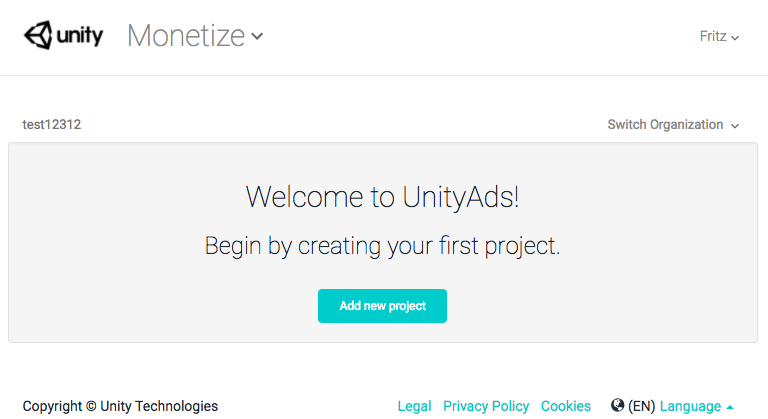 unity Monetize Fritz
test12312 Switch Organization
Welcome to UnityAds!
Begin by creating your first project.
Add new project
Copyright © Unity Technologies Legal Privacy Policy Cookies (EN) Language